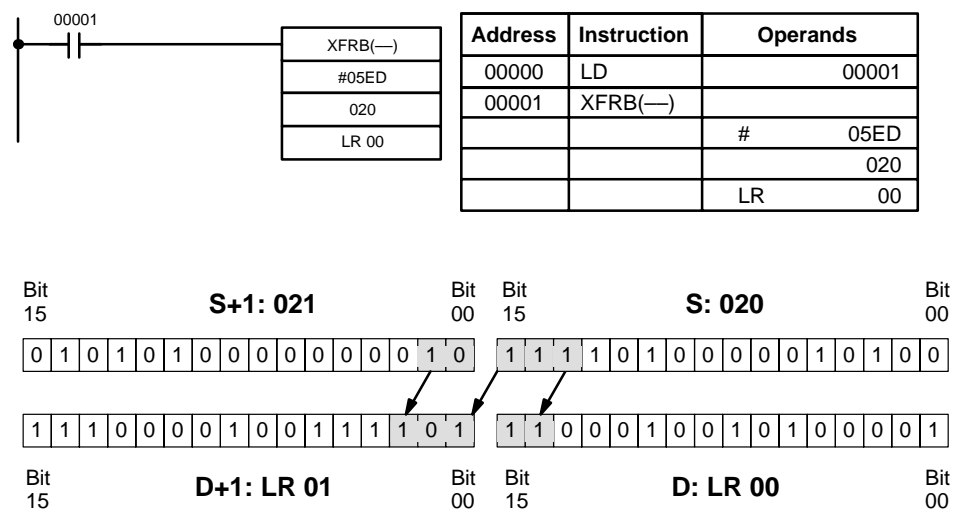 00001
XFRB(—)
#05ED
020
LR 00
Address Instruction Operands
00000 LD 00001
00001 XFRB(—)
# 05ED
020
LR 00
Bit 15 S+1: 021 Bit 00 Bit 15 S: 020 Bit 00
0 1 0 1 0 1 0 0 0 0 0 0 0 0 1 0 1 1 1 1 0 1 0 0 0 0 0 1 0 1 0 0
1 1 1 0 0 0 0 1 0 0 1 1 1 1 0 1 1 1 0 0 0 1 0 0 1 0 1 0 0 0 0 1
Bit 15 D+1: LR 01 Bit 00 Bit 15 D: LR 00 Bit 00